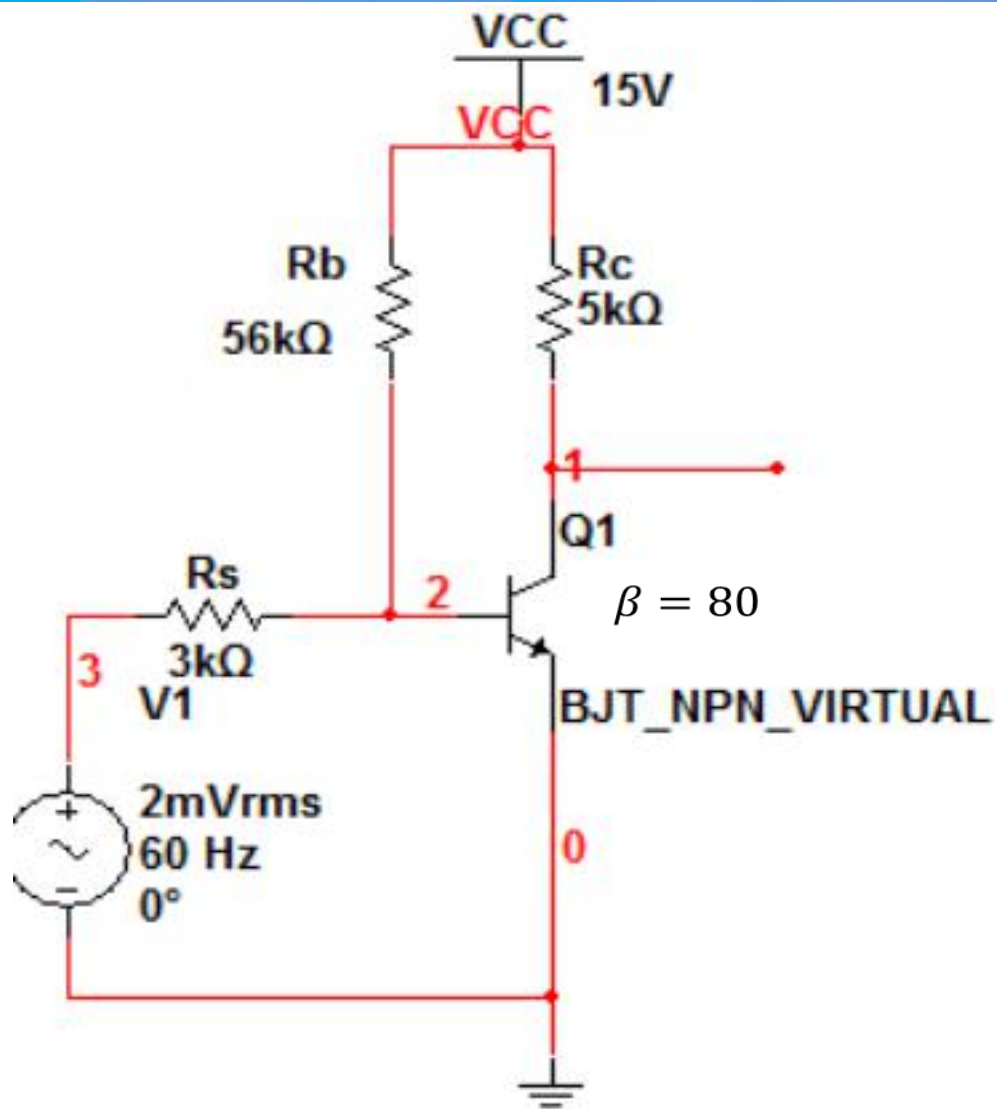 VCC
15V
VCC
Rb
56kΩ
Rc
5kΩ
1
Q1
Rs
2
β = 80
3
3kΩ
V1
BJT_NPN_VIRTUAL
2mVrms
60 Hz
0°
0